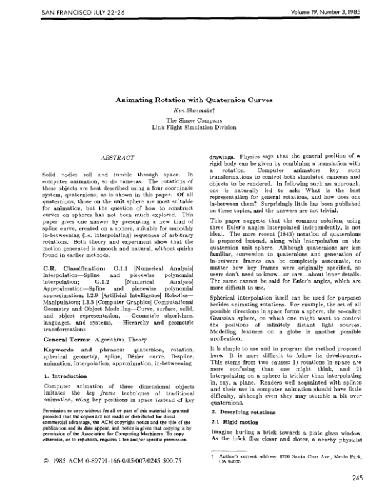 SAN FRANCISCO JULY 22-26
Volume 19, Number 3, 1985
Animating Rotation with Quaternion Curves
Ken Shoemake†
The Singer Company
Link Flight Simulation Division
ABSTRACT
Solid bodies roll and tumble through space. In
computer animation, so do cameras. The rotations of
these objects are best described using a four coordinate
system, quaternions, as is shown in this paper. Of all
quaternions, those on the unit sphere are most suitable
for animation, but the question of how to construct
curves on spheres has not been much explored. This
paper gives one answer by presenting a new kind of
spline curve, created on a sphere, suitable for smoothly
in-betweening (i.e. interpolating) sequences of arbitrary
rotations. Both theory and experiment show that the
motion generated is smooth and natural, without quirks
found in earlier methods.
C.R. Classification: G.1.1 [Numerical Analysis]
Interpolation—Spline and piecewise polynomial
interpolation; G.1.2 [Numerical Analysis]
Approximation—Spline and piecewise polynomial
approximation; I.2.9 [Artificial Intelligence] Robotics—
Manipulators; I.3.5 [Computer Graphics] Computational
Geometry and Object Modelling—Curve, surface, solid,
and object representation, Geometric algorithms,
languages, and systems, Hierarchy and geometric
transformations
General Terms: Algorithms, Theory
Keywords and phrases: quaternion, rotation,
spherical geometry, spline, Bézier curve, B-spline,
animation, interpolation, approximation, in-betweening
1. Introduction
Computer animation of three dimensional objects
imitates the key frame techniques of traditional
animation, using key positions in space instead of key
Permission to copy without fee all or part of this material is granted
provided that the copies are not made or distributed for direct
commercial advantage, the ACM copyright notice and the title of the
publication and its date appear, and notice is given that copying is by
permission of the Association for Computing Machinery. To copy
otherwise, or to republish, requires a fee and/or specific permission.
© 1985 ACM 0-89791-166-0/85/007/0245 $00.75
drawings. Physics says that the general position of a
rigid body can be given by combining a translation with
a rotation. Computer animators key such
transformations to control both simulated cameras and
objects to be rendered. In following such an approach,
one is naturally led to ask: What is the best
representation for general rotations, and how does one
in-between them? Surprisingly little has been published
on these topics, and the answers are not trivial.
This paper suggests that the common solution, using
three Euler's angles interpolated independently, is not
ideal. The more recent (1843) notation of quaternions
is proposed instead, along with interpolation on the
quaternion unit sphere. Although quaternions are less
familiar, conversion to quaternions and generation of
in-between frames can be completely automatic, no
matter how key frames were originally specified, so
users don't need to know—or care—about inner details.
The same cannot be said for Euler's angles, which are
more difficult to use.
Spherical interpolation itself can be used for purposes
besides animating rotations. For example, the set of all
possible directions in space forms a sphere, the so-called
Gaussian sphere, on which one might want to control
the positions of infinitely distant light sources.
Modelling features on a globe is another possible
application.
It is simple to use and to program the method proposed
here. It is more difficult to follow its development.
This stems from two causes: 1) rotations in space are
more confusing than one might think, and 2)
interpolating on a sphere is trickier than interpolating
in, say, a plane. Readers well acquainted with splines
and their use in computer animation should have little
difficulty, although even they may stumble a bit over
quaternions.
2. Describing rotations
2.1 Rigid motion
Imagine hurling a brick towards a plate glass window.
As the brick flies closer and closer, a nearby physicist
† Author's current address: 1700 Santa Cruz Ave., Menlo Park,
CA 94025
245